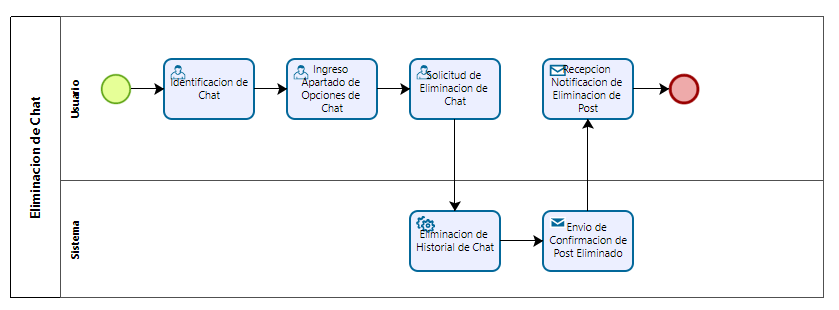 Eliminacion de Chat
Usuario
Identificacion de
Chat
Ingreso
Apartado de
Opciones de
Chat
Solicitud de
Eliminacion de
Chat
Recepcion
Notificacion de
Eliminacion de
Post
Sistema
Eliminacion de
Historial de Chat
Envio de
Confirmacion de
Post Eliminado